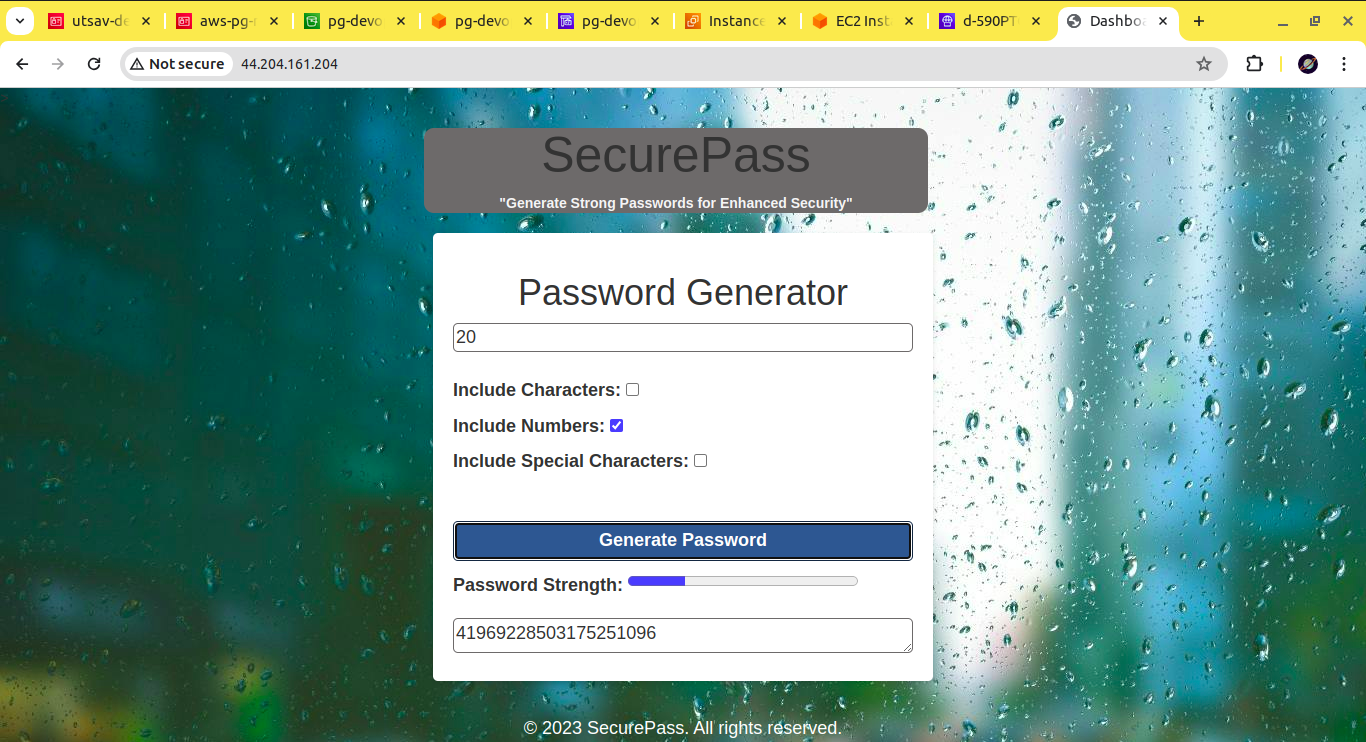 utsav-de
aws-pg-
pg-devo
pg-devo
pg-devo
Instance
EC2 Inst
d-590PT
Dashboa
Not secure
44.204.161.204
SecurePass
"Generate Strong Passwords for Enhanced Security"
Password Generator
20
Include Characters:
Include Numbers:
Include Special Characters:
Generate Password
Password Strength:
41969228503175251096
© 2023 SecurePass. All rights reserved.